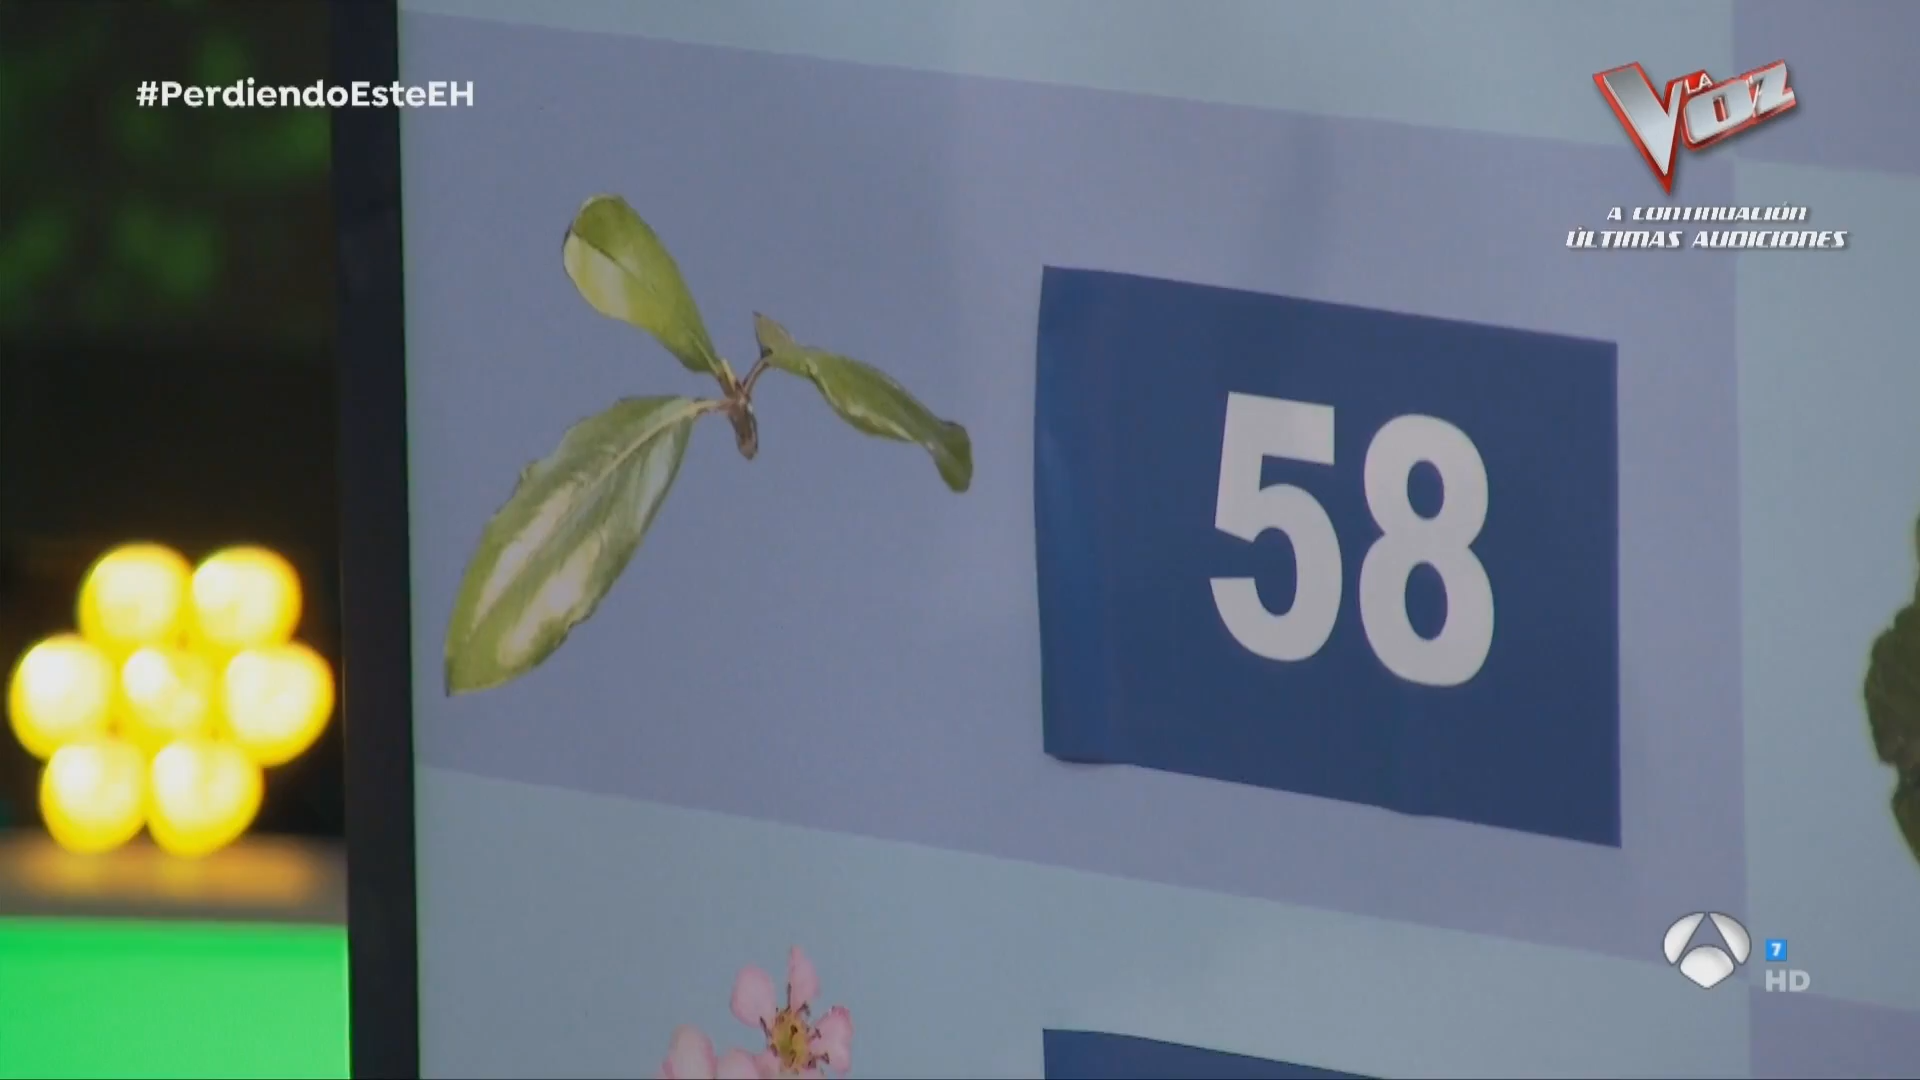 #PerdiendoEsteEH
LA VOZ
A CONTINUACIÓN
ÚLTIMAS AUDICIONES
58
7
HD